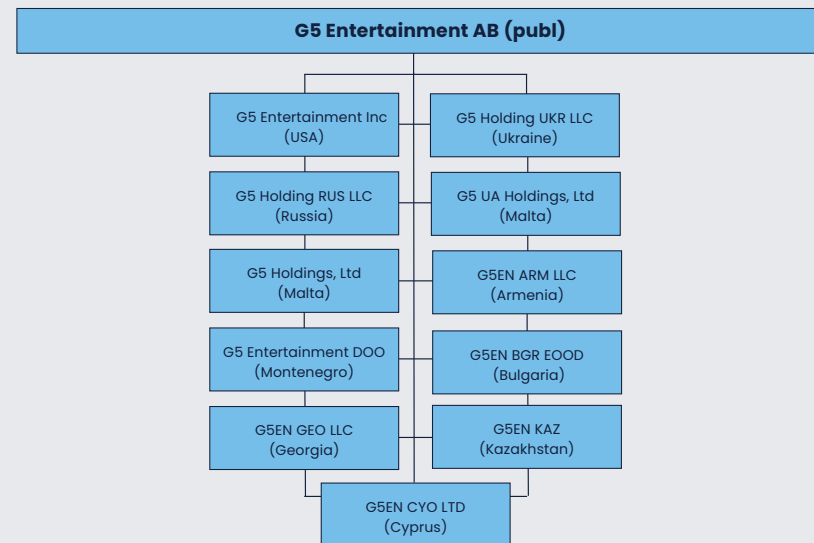 G5 Entertainment AB (publ)
G5 Entertainment Inc
(USA)
G5 Holding UKR LLC
(Ukraine)
G5 Holding RUS LLC
(Russia)
G5 UA Holdings, Ltd
(Malta)
G5 Holdings, Ltd
(Malta)
G5EN ARM LLC
(Armenia)
G5 Entertainment DOO
(Montenegro)
G5EN BGR EOOD
(Bulgaria)
G5EN GEO LLC
(Georgia)
G5EN KAZ
(Kazakhstan)
G5EN CYO LTD
(Cyprus)